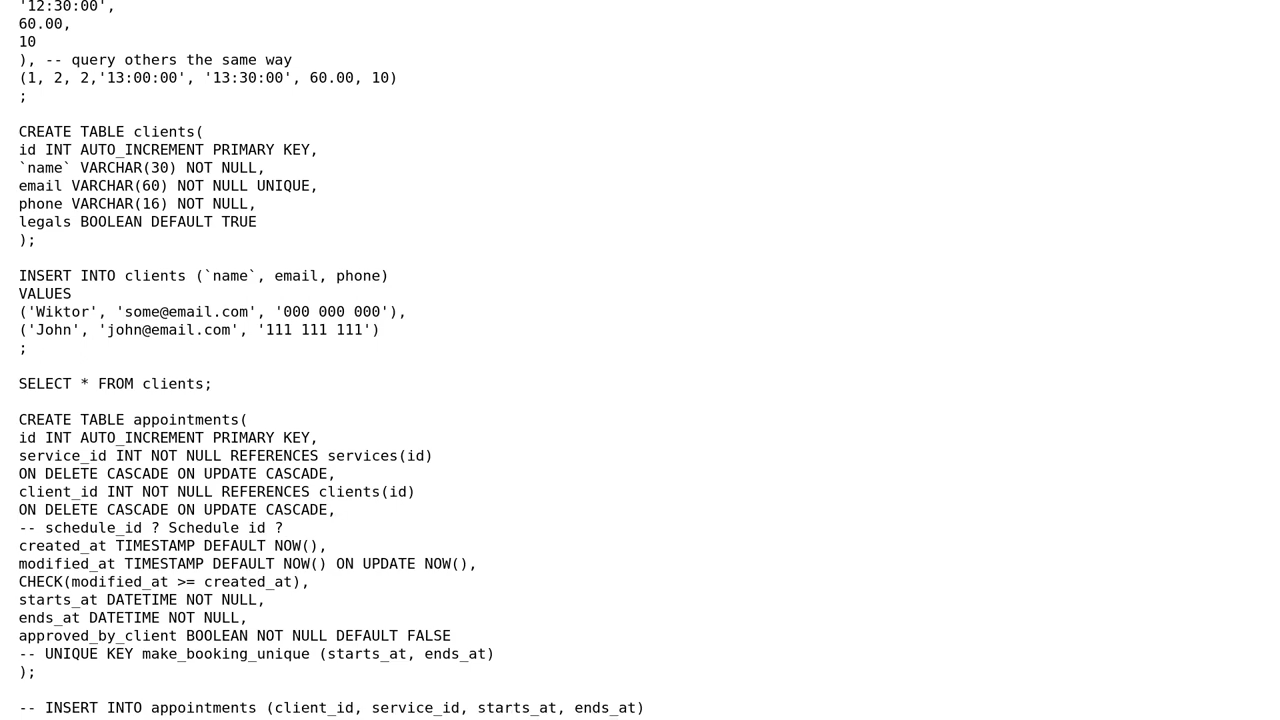 '12:30:00',
60.00,
10
), -- query others the same way
(1, 2, 2,'13:00:00', '13:30:00', 60.00, 10)
;
CREATE TABLE clients(
id INT AUTO_INCREMENT PRIMARY KEY,
`name` VARCHAR(30) NOT NULL,
email VARCHAR(60) NOT NULL UNIQUE,
phone VARCHAR(16) NOT NULL,
legals BOOLEAN DEFAULT TRUE
);
INSERT INTO clients (`name`, email, phone)
VALUES
('Wiktor', 'some@email.com', '000 000 000'),
('John', 'john@email.com', '111 111 111')
;
SELECT * FROM clients;
CREATE TABLE appointments(
id INT AUTO_INCREMENT PRIMARY KEY,
service_id INT NOT NULL REFERENCES services(id)
ON DELETE CASCADE ON UPDATE CASCADE,
client_id INT NOT NULL REFERENCES clients(id)
ON DELETE CASCADE ON UPDATE CASCADE,
-- schedule_id ? Schedule id ?
created_at TIMESTAMP DEFAULT NOW(),
modified_at TIMESTAMP DEFAULT NOW() ON UPDATE NOW(),
CHECK(modified_at >= created_at),
starts_at DATETIME NOT NULL,
ends_at DATETIME NOT NULL,
approved_by_client BOOLEAN NOT NULL DEFAULT FALSE
-- UNIQUE KEY make_booking_unique (starts_at, ends_at)
);
-- INSERT INTO appointments (client_id, service_id, starts_at, ends_at)